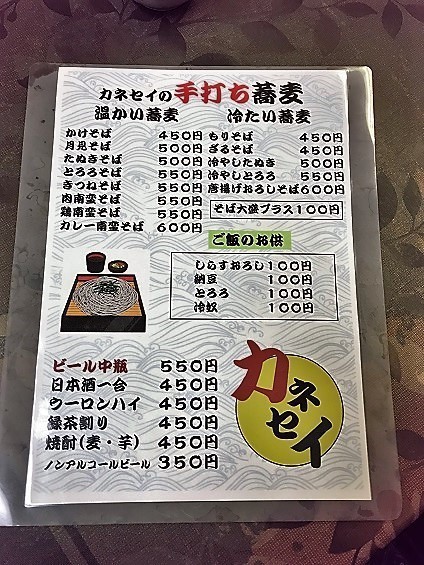 カネセイの手打ち蕎麦
温かい蕎麦
かけそば 450円
月見そば 500円
たぬきそば 500円
とろろそば 550円
きつねそば 550円
肉南蛮そば 550円
鶏南蛮そば 550円
カレー南蛮そば 600円
冷たい蕎麦
もりそば 450円
ざるそば 450円
冷やしたぬき 500円
冷やしとろろ 550円
唐揚げおろしそば 600円
そば大盛プラス100円
ご飯のお供
しらすおろし 100円
納豆 100円
とろろ 100円
冷奴 100円
ビール中瓶 550円
日本酒一合 450円
ウーロンハイ 450円
緑茶割り 450円
焼酎(麦・芋) 450円
ノンアルコールビール 350円
カネセイ